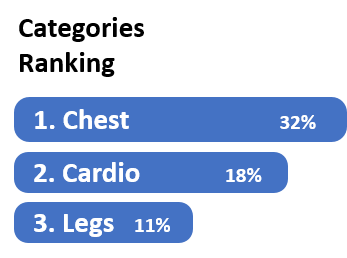 Categories
Ranking
1. Chest 32%
2. Cardio 18%
3. Legs 11%